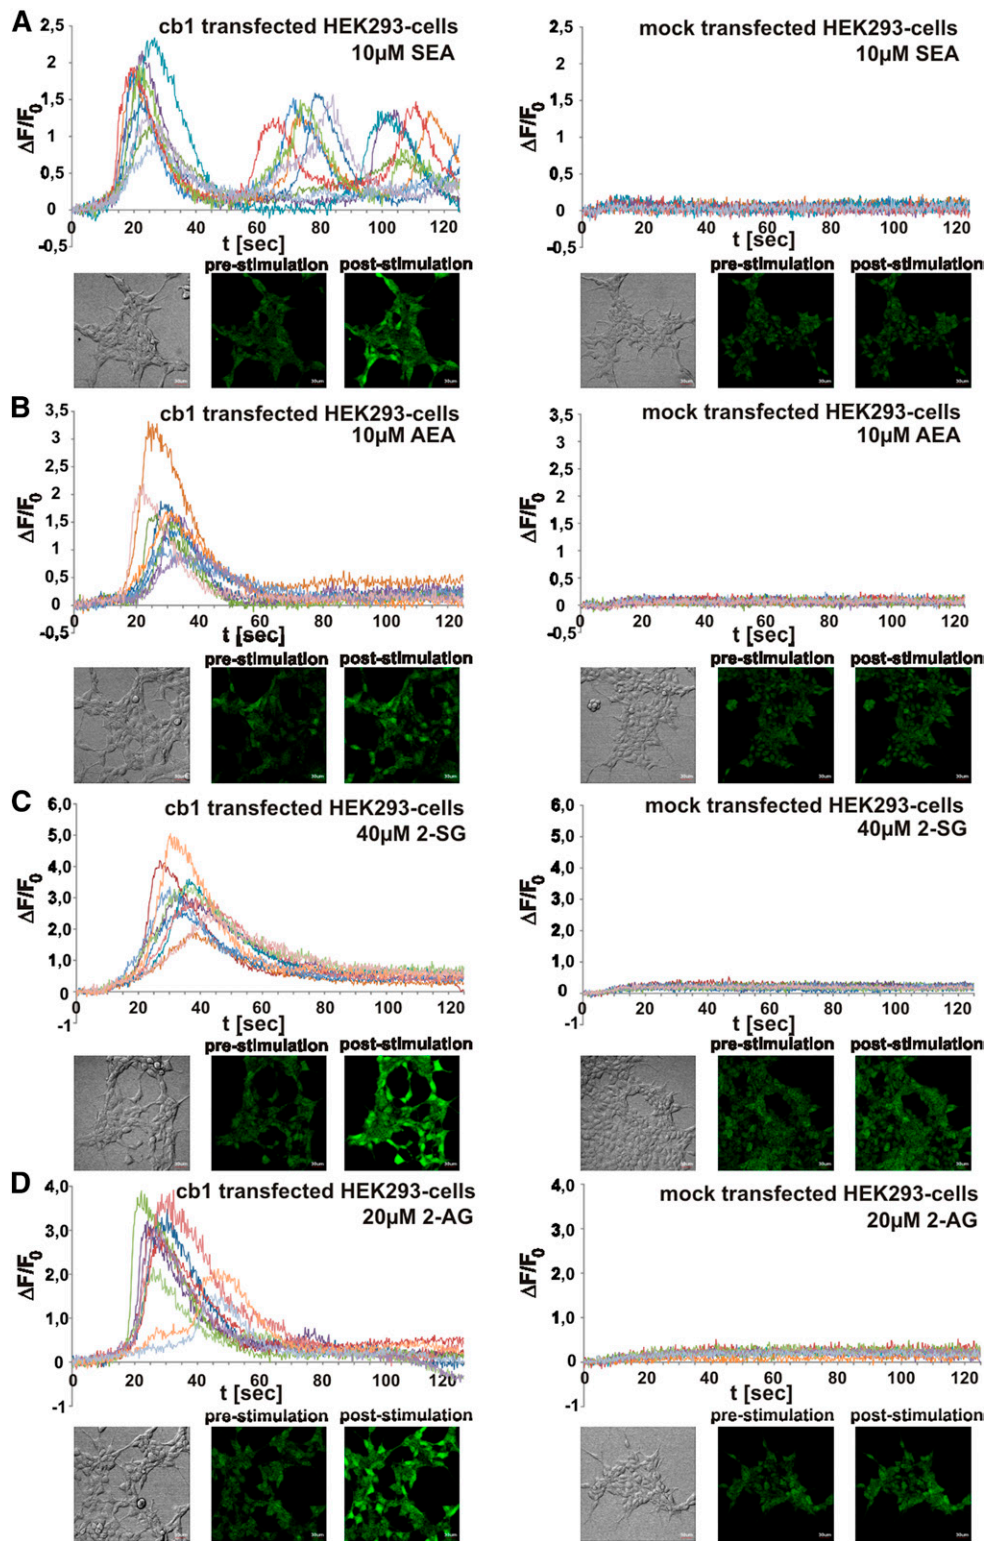 A
cb1 transfected HEK293-cells
10µM SEA
2,5
2
1,5
1
0,5
0
-0,5
ΔF/F0
0 20 40 60 80 100 120
t [sec]
pre-stimulation post-stimulation
mock transfected HEK293-cells
10µM SEA
2,5
2
1,5
1
0,5
0
-0,5
ΔF/F0
0 20 40 60 80 100 120
t [sec]
pre-stimulation post-stimulation
B
cb1 transfected HEK293-cells
10µM AEA
3,5
3
2,5
2
1,5
1
0,5
0
-0,5
ΔF/F0
0 20 40 60 80 100 120
t [sec]
pre-stimulation post-stimulation
mock transfected HEK293-cells
10µM AEA
3,5
3
2,5
2
1,5
1
0,5
0
-0,5
ΔF/F0
0 20 40 60 80 100 120
t [sec]
pre-stimulation post-stimulation
C
cb1 transfected HEK293-cells
40µM 2-SG
6,0
5,0
4,0
3,0
2,0
1,0
0
-1
ΔF/F0
0 20 40 60 80 100 120
t [sec]
pre-stimulation post-stimulation
mock transfected HEK293-cells
40µM 2-SG
6,0
5,0
4,0
3,0
2,0
1,0
0
-1
ΔF/F0
0 20 40 60 80 100 120
t [sec]
pre-stimulation post-stimulation
D
cb1 transfected HEK293-cells
20µM 2-AG
4,0
3,0
2,0
1,0
0
-1
ΔF/F0
0 20 40 60 80 100 120
t [sec]
pre-stimulation post-stimulation
mock transfected HEK293-cells
20µM 2-AG
4,0
3,0
2,0
1,0
0
-1
ΔF/F0
0 20 40 60 80 100 120
t [sec]
pre-stimulation post-stimulation